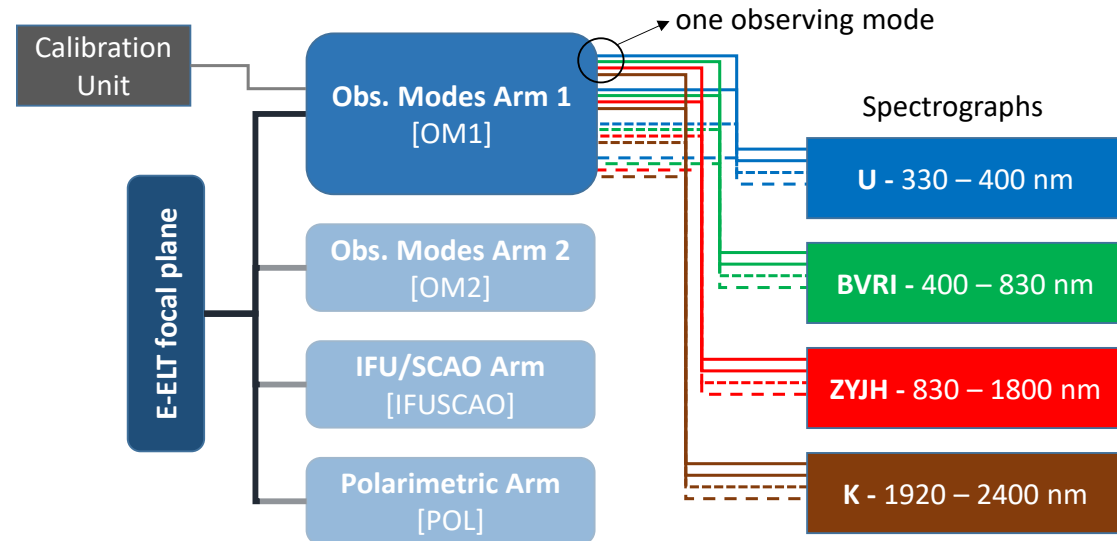 one observing mode
Calibration
Unit
Obs. Modes Arm 1
[OM1]
Spectrographs
U - 330 – 400 nm
E-ELT focal plane
Obs. Modes Arm 2
[OM2]
BVRI - 400 – 830 nm
IFU/SCAO Arm
[IFUSCAO]
ZYJH - 830 – 1800 nm
Polarimetric Arm
[POL]
K - 1920 – 2400 nm